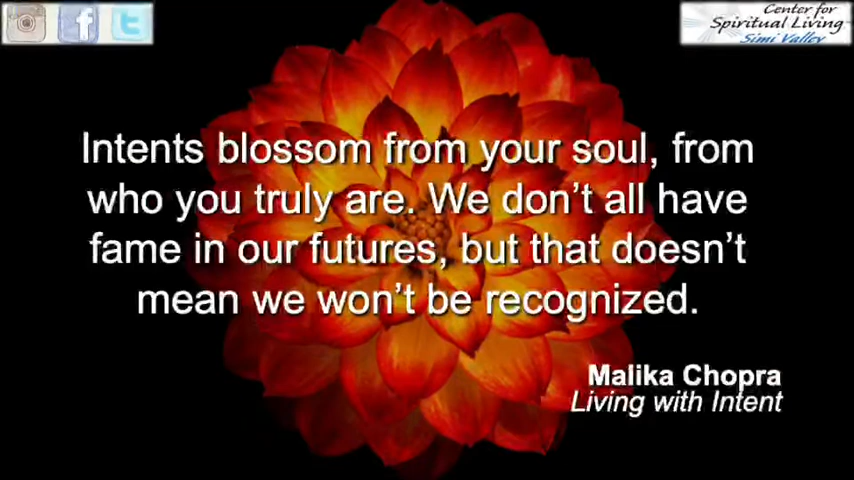 Center for
Spiritual Living
Simi Valley
Intents blossom from your soul, from
who you truly are. We don't all have
fame in our futures, but that doesn't
mean we won't be recognized.
Malika Chopra
Living with Intent